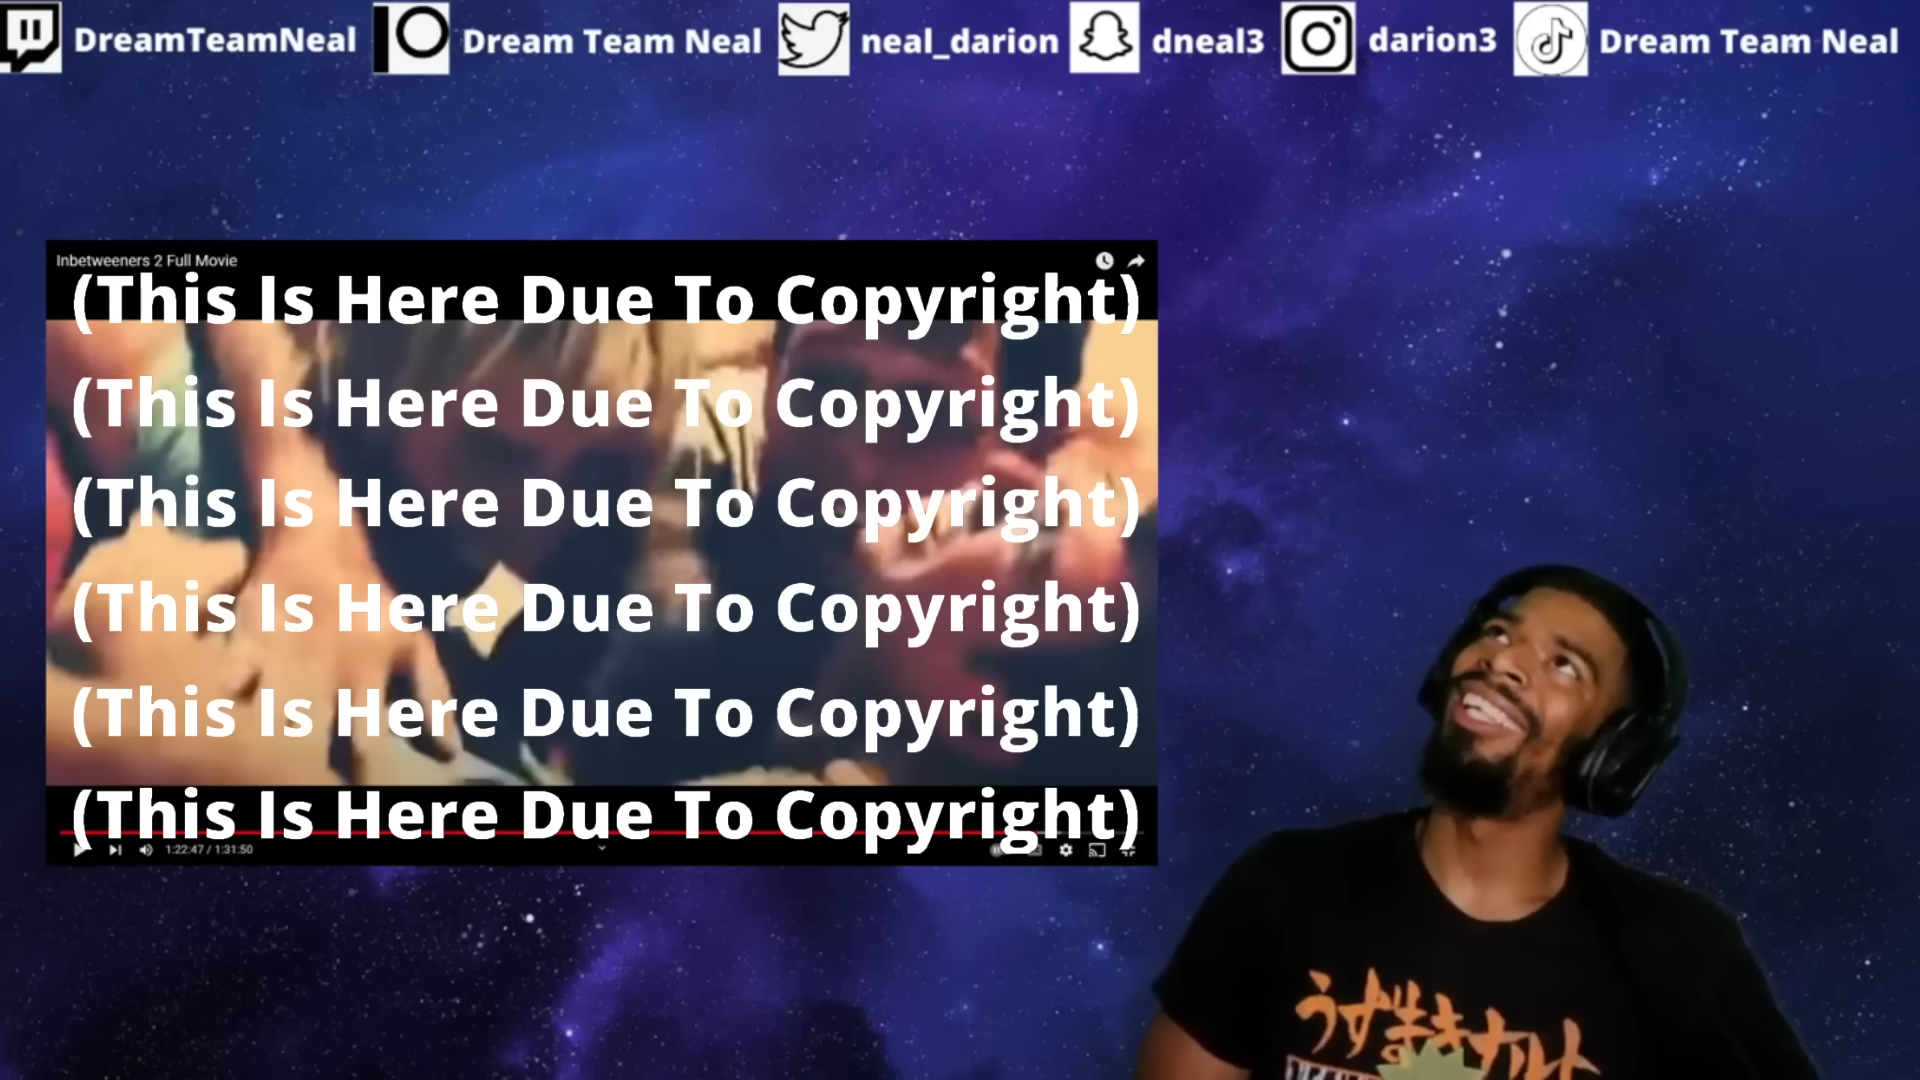 DreamTeamNeal Dream Team Neal neal_darion dneal3 darion3 Dream Team Neal
Inbetweeners 2 Full Movie
(This Is Here Due To Copyright)
(This Is Here Due To Copyright)
(This Is Here Due To Copyright)
(This Is Here Due To Copyright)
(This Is Here Due To Copyright)
(This Is Here Due To Copyright)
1:22:47 / 1:31:50
うずまきナルト